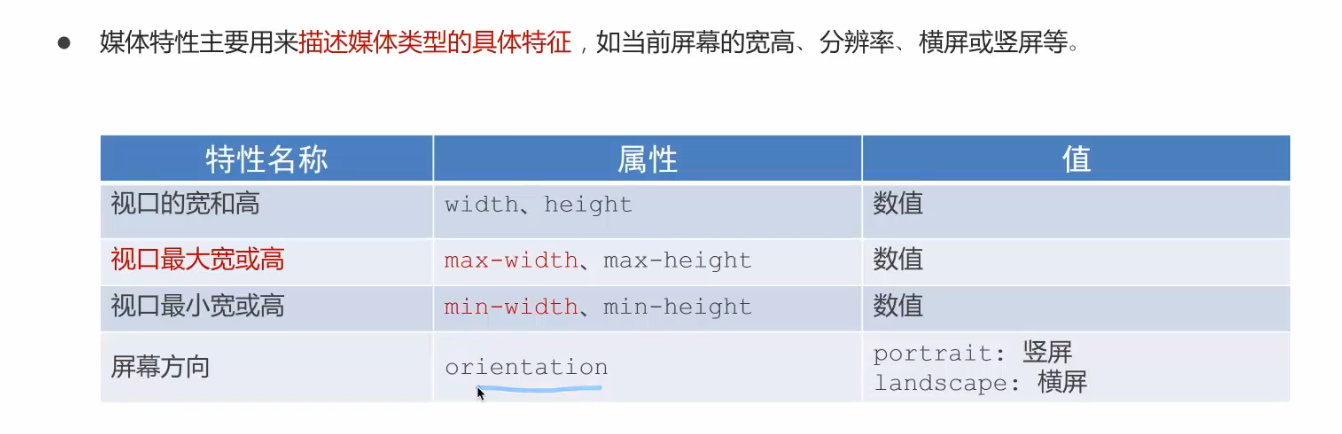 ● 媒体特性主要用来描述媒体类型的具体特征，如当前屏幕的宽高、分辨率、横屏或竖屏等。
特性名称 属性 值
视口的宽和高 width、height 数值
视口最大宽或高 max-width、max-height 数值
视口最小宽或高 min-width、min-height 数值
屏幕方向 orientation portrait: 竖屏
landscape: 横屏